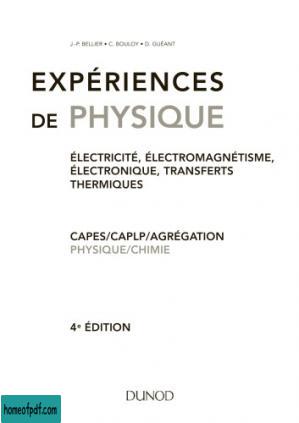 J.-P. BELLIER • C. BOULOY • D. GUÉANT
EXPÉRIENCES
DE PHYSIQUE
ÉLECTRICITÉ, ÉLECTROMAGNÉTISME,
ÉLECTRONIQUE, TRANSFERTS
THERMIQUES
CAPES/CAPLP/AGRÉGATION
PHYSIQUE/CHIMIE
4e ÉDITION
DUNOD
homeofpdf.com